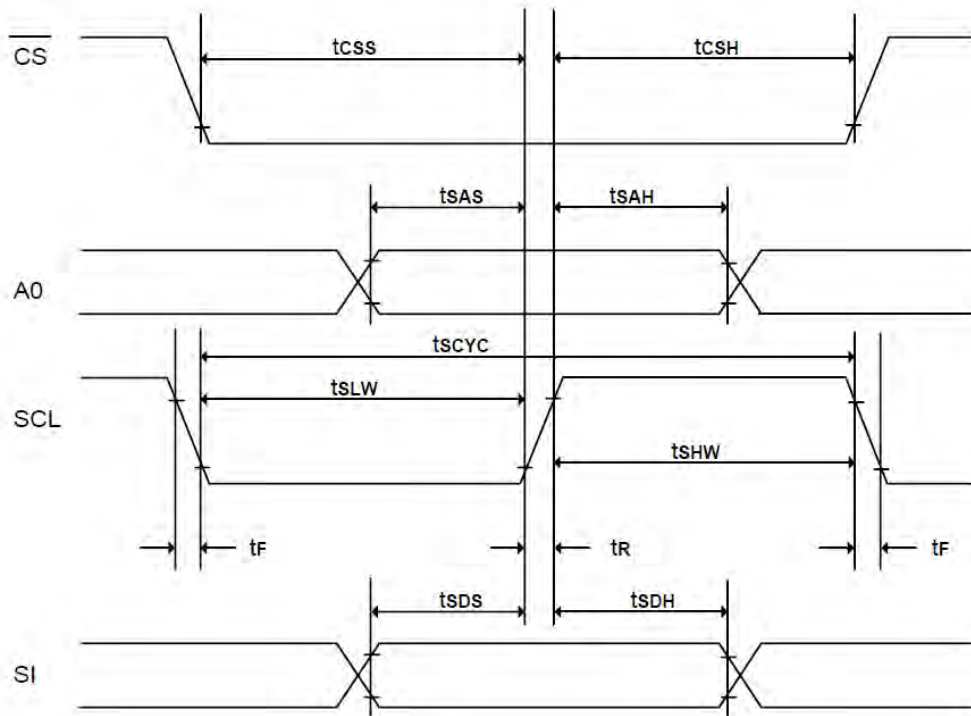 CS
tCSS
tCSH
tSAS
tSAH
A0
tSCYC
tSLW
SCL
tSHW
tF
tR
tF
tSDS
tSDH
SI